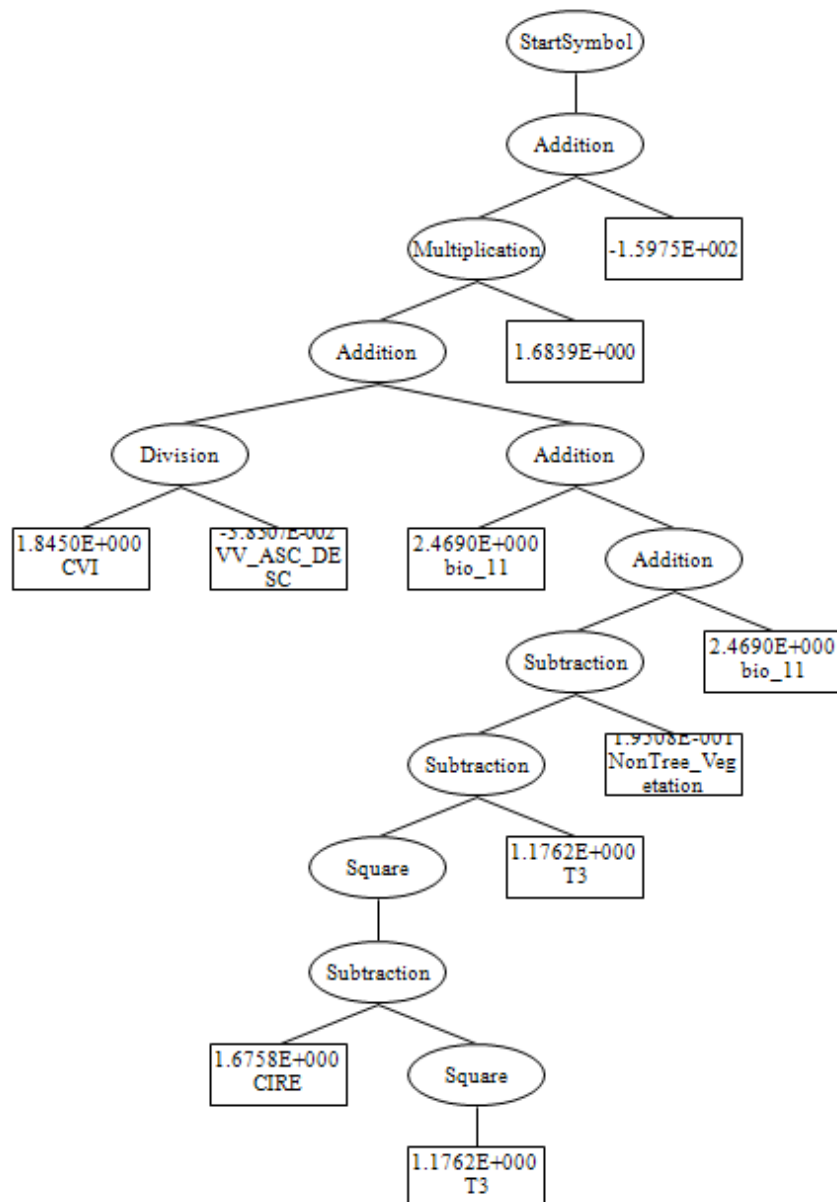 StartSymbol
Addition
Multiplication
-1.5975E+002
Addition
1.6839E+000
Division
Addition
1.8450E+000
CVI
VV_ASC_DE
SC
2.4690E+000
bio_11
Addition
Subtraction
2.4690E+000
bio_11
Subtraction
NonTree_Veg
etation
Square
1.1762E+000
T3
Subtraction
1.6758E+000
CIRE
Square
1.1762E+000
T3